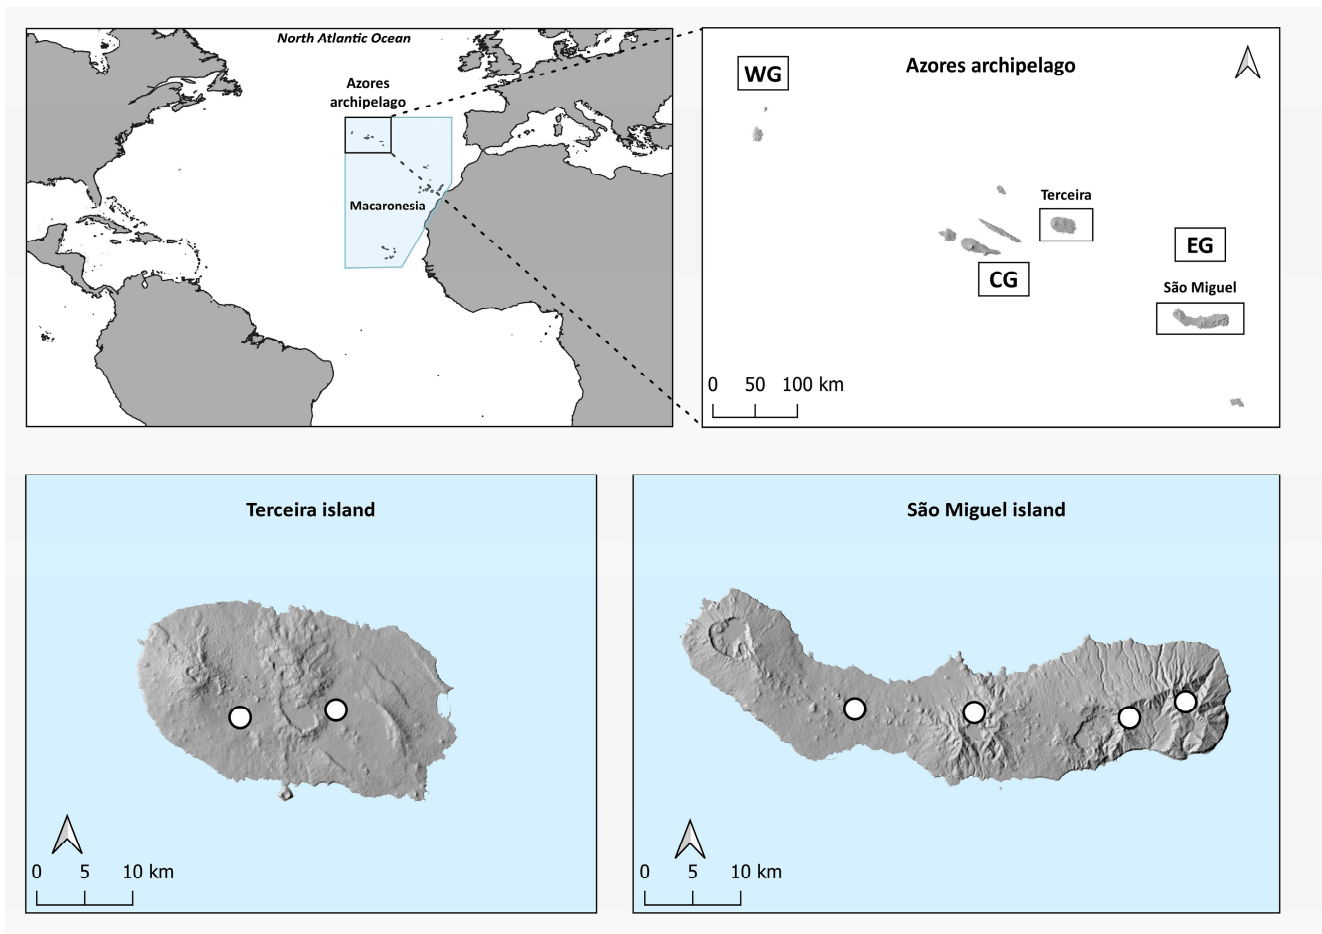 North Atlantic Ocean
Azores
archipelago
Macaronesia
WG
Azores archipelago
Terceira
EG
CG
São Miguel
0 50 100 km
Terceira island
0 5 10 km
São Miguel island
0 5 10 km